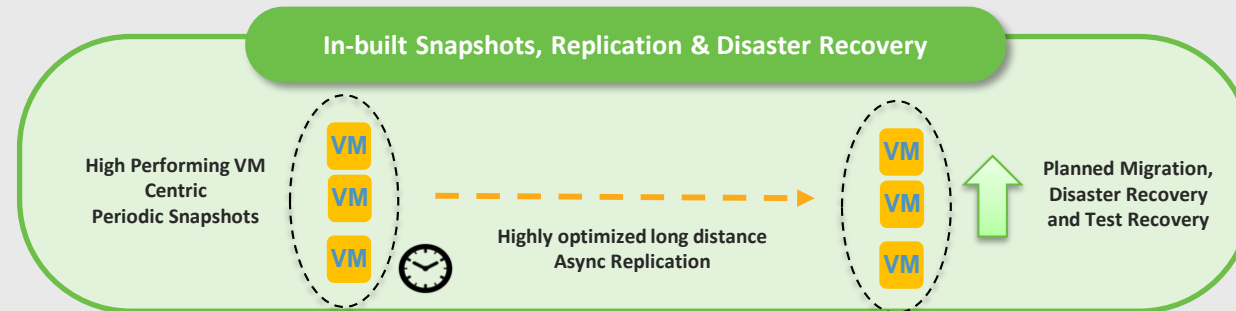 In-built Snapshots, Replication & Disaster Recovery
High Performing VM
Centric
Periodic Snapshots
VM
VM
VM
Highly optimized long distance
Async Replication
VM
VM
VM
Planned Migration,
Disaster Recovery
and Test Recovery